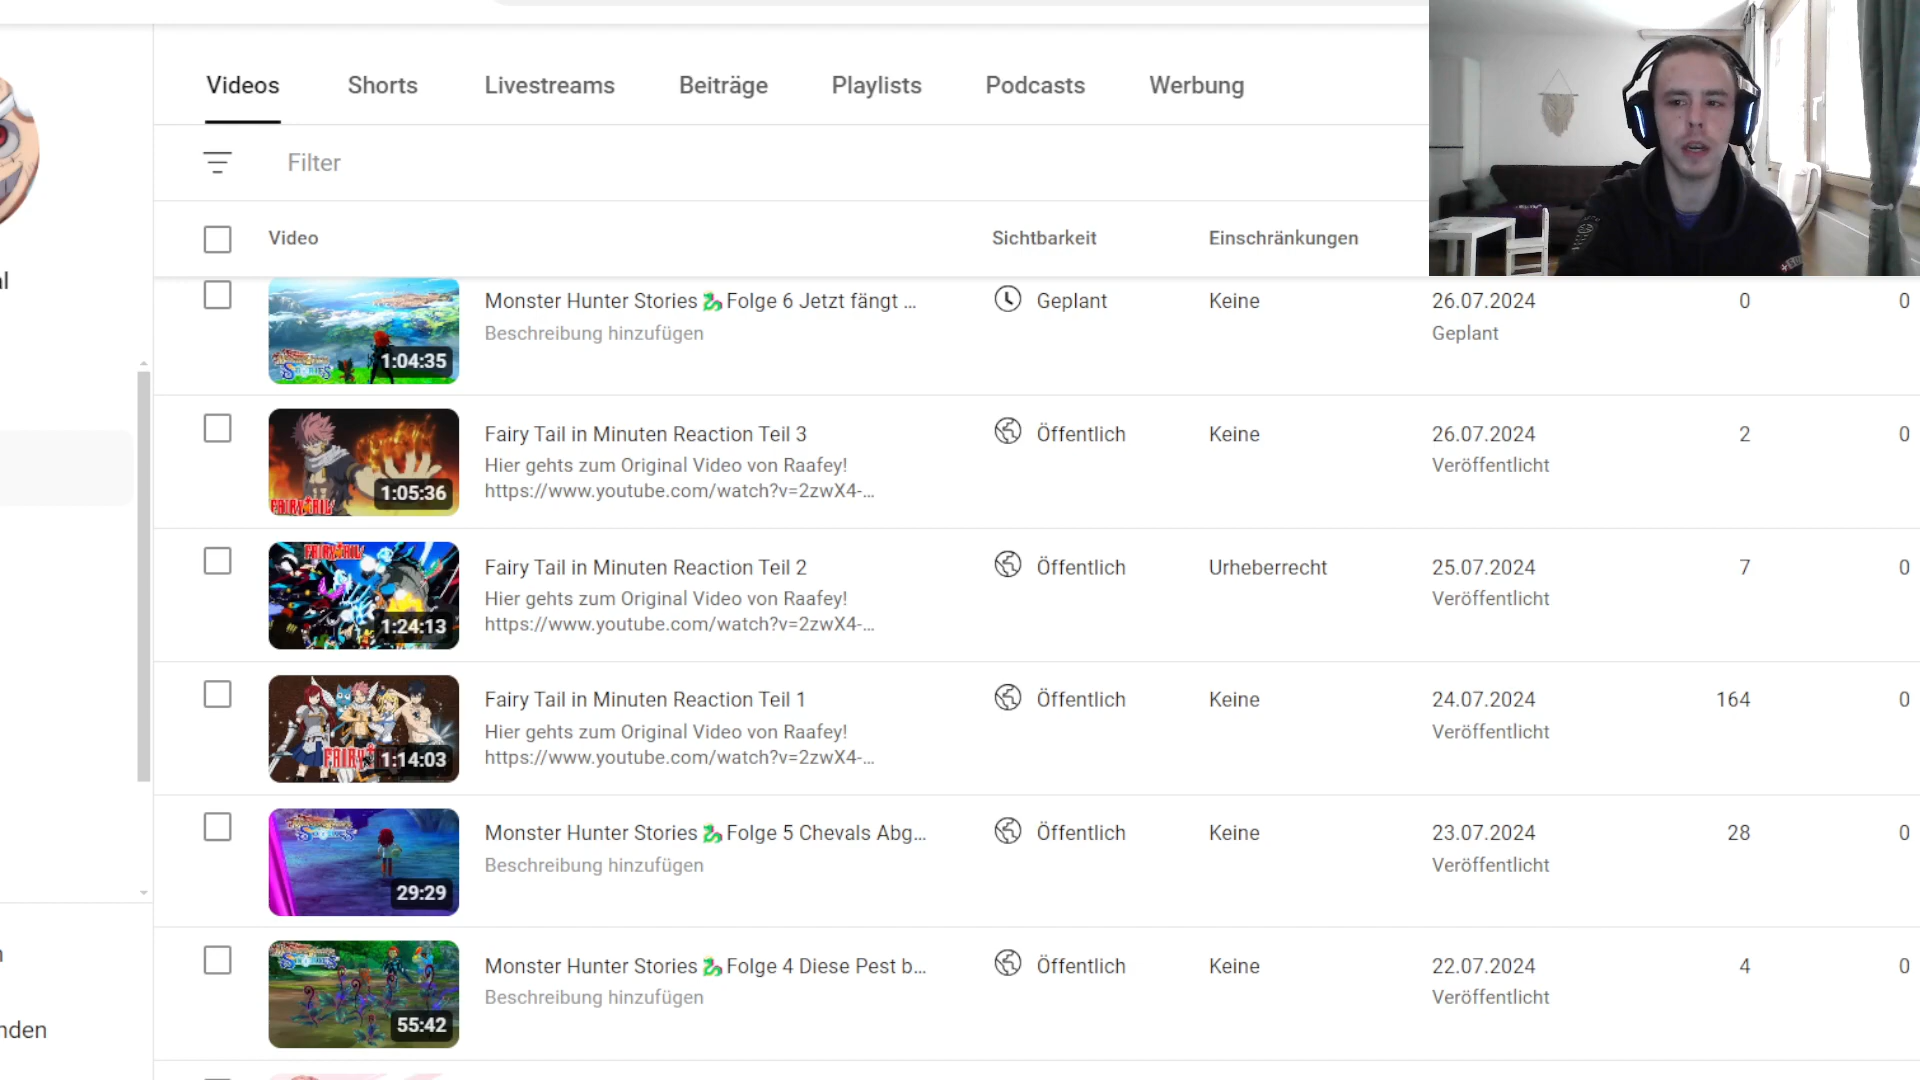 Videos Shorts Livestreams Beiträge Playlists Podcasts Werbung
Filter
Video Sichtbarkeit Einschränkungen
Monster Hunter Stories🐉Folge 6 Jetzt fängt ... Geplant Keine 26.07.2024 0 0
Beschreibung hinzufügen Geplant
1:04:35
Fairy Tail in Minuten Reaction Teil 3 Öffentlich Keine 26.07.2024 2 0
Hier gehts zum Original Video von Raafey! Veröffentlicht
https://www.youtube.com/watch?v=2zwX4-...
1:05:36
FAIRY TAIL
Fairy Tail in Minuten Reaction Teil 2 Öffentlich Urheberrecht 25.07.2024 7 0
Hier gehts zum Original Video von Raafey! Veröffentlicht
https://www.youtube.com/watch?v=2zwX4-...
FAIRY TAIL
1:24:13
Fairy Tail in Minuten Reaction Teil 1 Öffentlich Keine 24.07.2024 164 0
Hier gehts zum Original Video von Raafey! Veröffentlicht
https://www.youtube.com/watch?v=2zwX4-...
FAIRY
1:14:03
Monster Hunter Stories🐉Folge 5 Chevals Abg... Öffentlich Keine 23.07.2024 28 0
Beschreibung hinzufügen Veröffentlicht
29:29
Monster Hunter Stories🐉Folge 4 Diese Pest b... Öffentlich Keine 22.07.2024 4 0
Beschreibung hinzufügen Veröffentlicht
55:42
nden